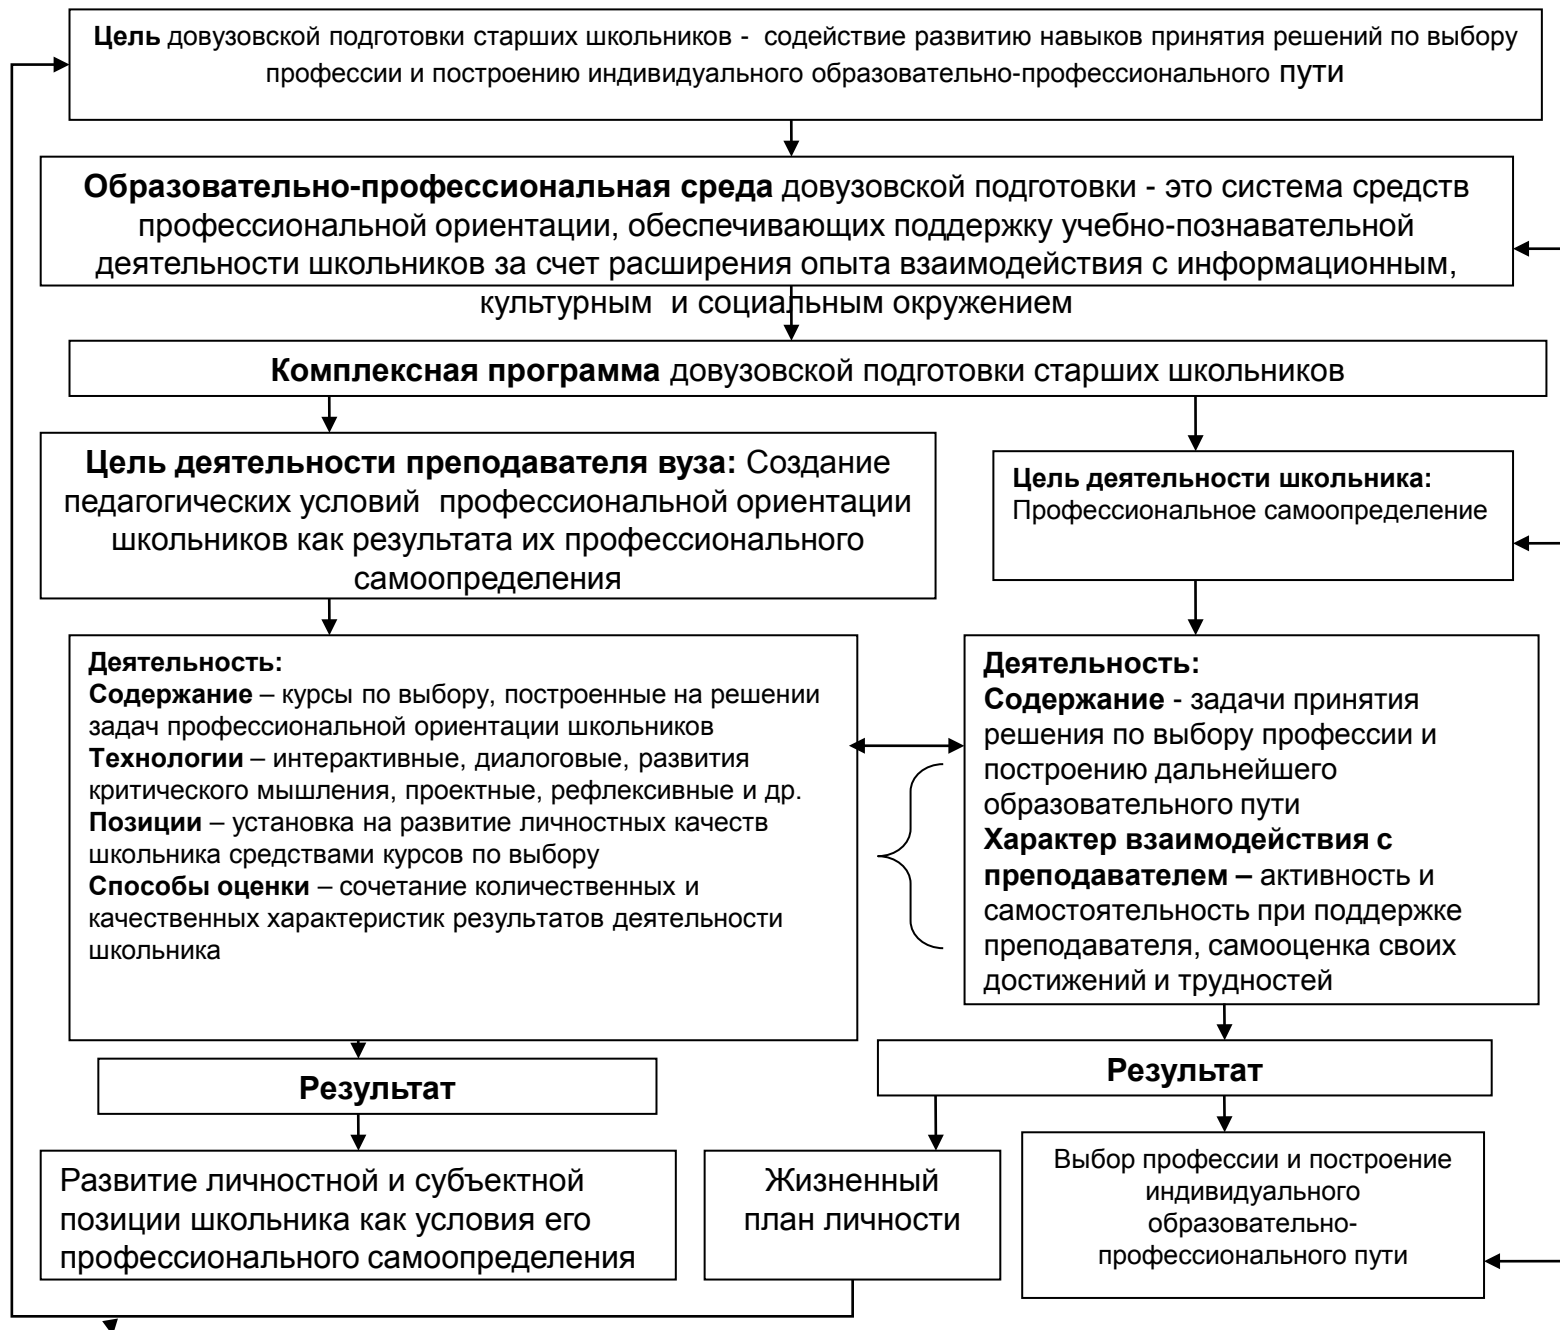 Цель довузовской подготовки старших школьников - содействие развитию навыков принятия решений по выбору
профессии и построению индивидуального образовательно-профессионального пути
Образовательно-профессиональная среда довузовской подготовки - это система средств
профессиональной ориентации, обеспечивающих поддержку учебно-познавательной
деятельности школьников за счет расширения опыта взаимодействия с информационным,
культурным и социальным окружением
Комплексная программа довузовской подготовки старших школьников
Цель деятельности преподавателя вуза: Создание
педагогических условий профессиональной ориентации
школьников как результата их профессионального
самоопределения
Цель деятельности школьника:
Профессиональное самоопределение
Деятельность:
Содержание – курсы по выбору, построенные на решении
задач профессиональной ориентации школьников
Технологии – интерактивные, диалоговые, развития
критического мышления, проектные, рефлексивные и др.
Позиции – установка на развитие личностных качеств
школьника средствами курсов по выбору
Способы оценки – сочетание количественных и
качественных характеристик результатов деятельности
школьника
Деятельность:
Содержание - задачи принятия
решения по выбору профессии и
построению дальнейшего
образовательного пути
Характер взаимодействия с
преподавателем – активность и
самостоятельность при поддержке
преподавателя, самооценка своих
достижений и трудностей
Результат
Результат
Развитие личностной и субъектной
позиции школьника как условия его
профессионального самоопределения
Жизненный
план личности
Выбор профессии и построение
индивидуального
образовательно-
профессионального пути